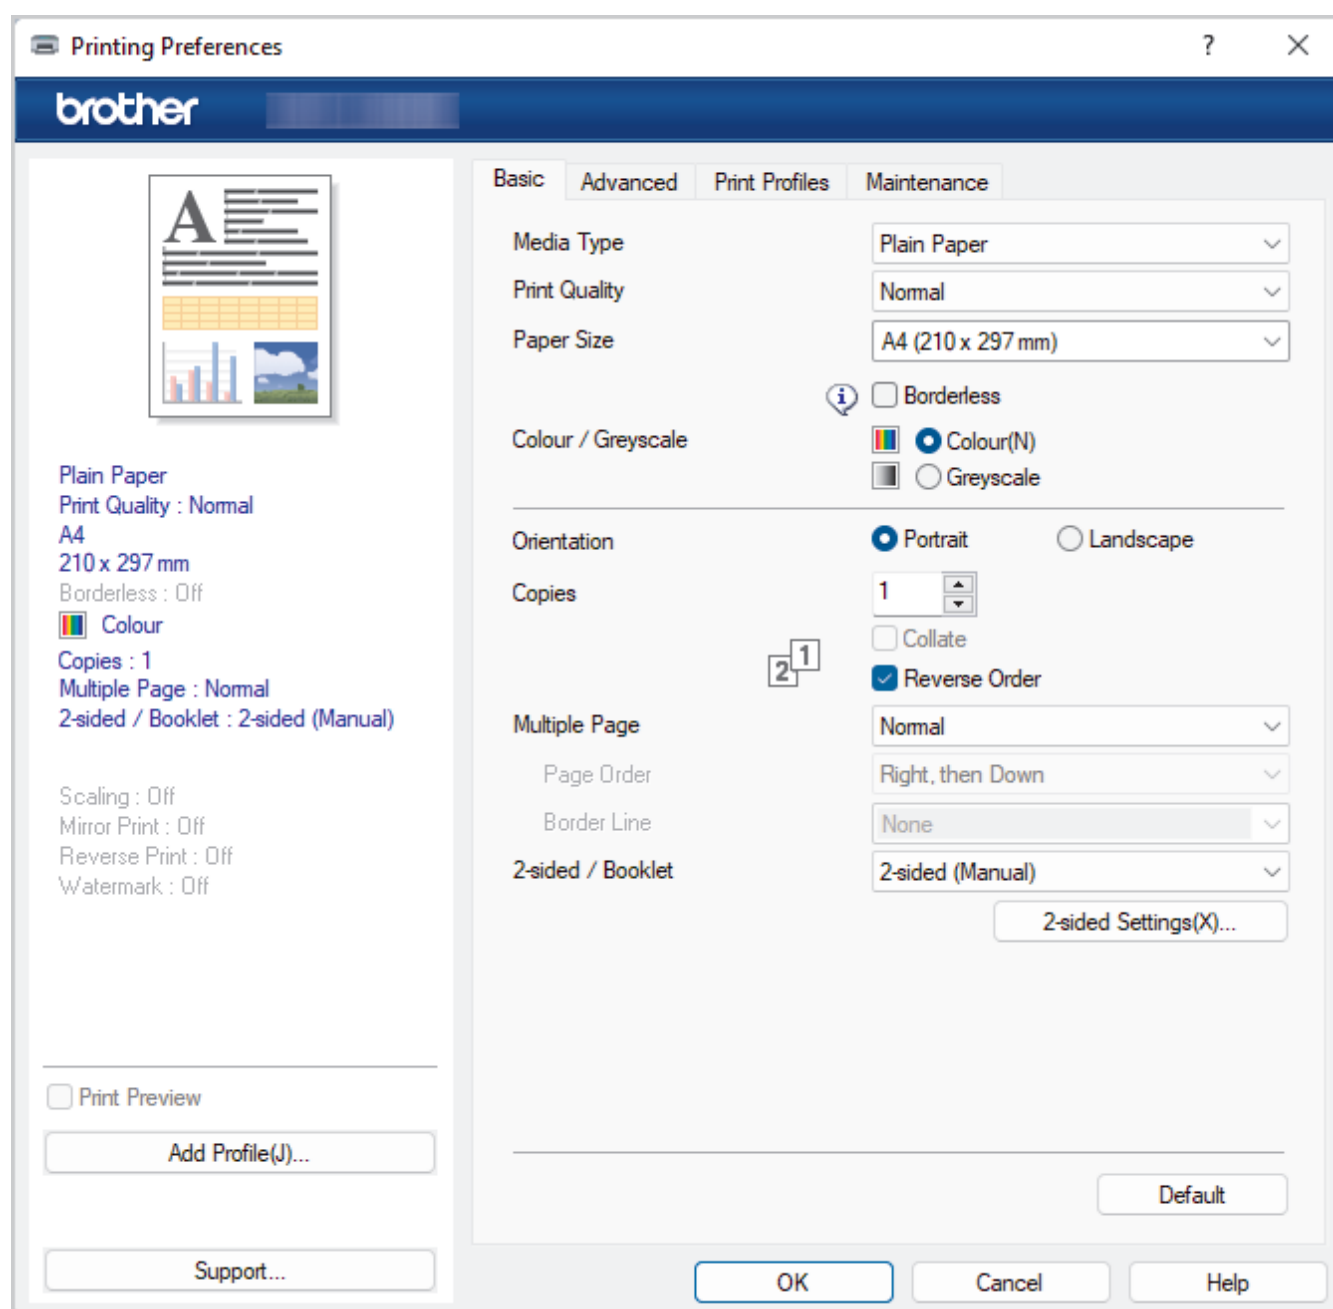 Printing Preferences
?
brother
A
Plain Paper
Print Quality : Normal
A4
210 x 297 mm
Borderless : Off
Colour
Copies : 1
Multiple Page : Normal
2-sided / Booklet : 2-sided (Manual)
Scaling : Off
Mirror Print : Off
Reverse Print : Off
Watermark : Off
Print Preview
Add Profile(J)...
Support...
Basic Advanced Print Profiles Maintenance
Media Type Plain Paper
Print Quality Normal
Paper Size A4 (210 x 297 mm)
i Borderless
Colour / Greyscale Colour(N)
Greyscale
Orientation Portrait Landscape
Copies 1
Collate
2 1 Reverse Order
Multiple Page Normal
Page Order Right, then Down
Border Line None
2-sided / Booklet 2-sided (Manual)
2-sided Settings(X)...
Default
OK Cancel Help